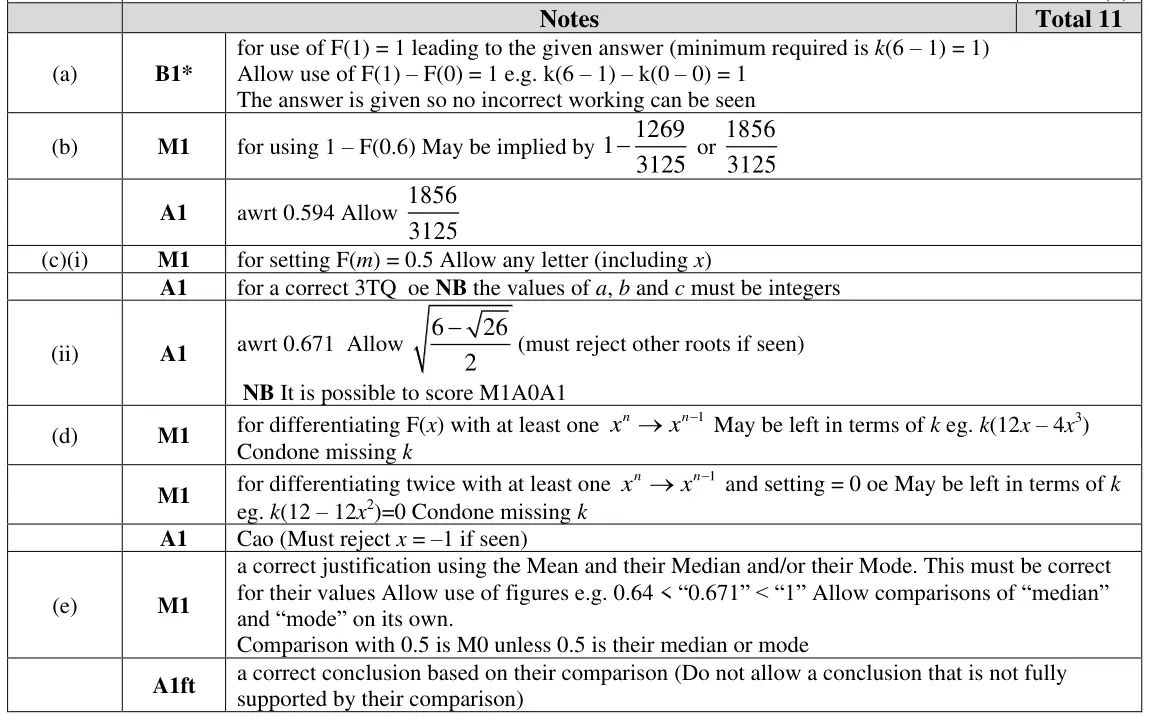 Notes Total 11
(a) B1* for use of F(1) = 1 leading to the given answer (minimum required is k(6 – 1) = 1)
Allow use of F(1) – F(0) = 1 e.g. k(6 – 1) – k(0 – 0) = 1
The answer is given so no incorrect working can be seen
(b) M1 for using 1 – F(0.6) May be implied by 1 − 1269/3125 or 1856/3125
A1 awrt 0.594 Allow 1856/3125
(c)(i) M1 for setting F(m) = 0.5 Allow any letter (including x)
A1 for a correct 3TQ oe NB the values of a, b and c must be integers
(ii) A1 awrt 0.671 Allow √((6 − √26)/2) (must reject other roots if seen)
NB It is possible to score M1A0A1
(d) M1 for differentiating F(x) with at least one xⁿ → xⁿ⁻¹ May be left in terms of k eg. k(12x – 4x³)
Condone missing k
M1 for differentiating twice with at least one xⁿ → xⁿ⁻¹ and setting = 0 oe May be left in terms of k
eg. k(12 – 12x²)=0 Condone missing k
A1 Cao (Must reject x = –1 if seen)
(e) M1 a correct justification using the Mean and their Median and/or their Mode. This must be correct
for their values Allow use of figures e.g. 0.64 < “0.671” < “1” Allow comparisons of “median”
and “mode” on its own.
Comparison with 0.5 is M0 unless 0.5 is their median or mode
A1ft a correct conclusion based on their comparison (Do not allow a conclusion that is not fully
supported by their comparison)